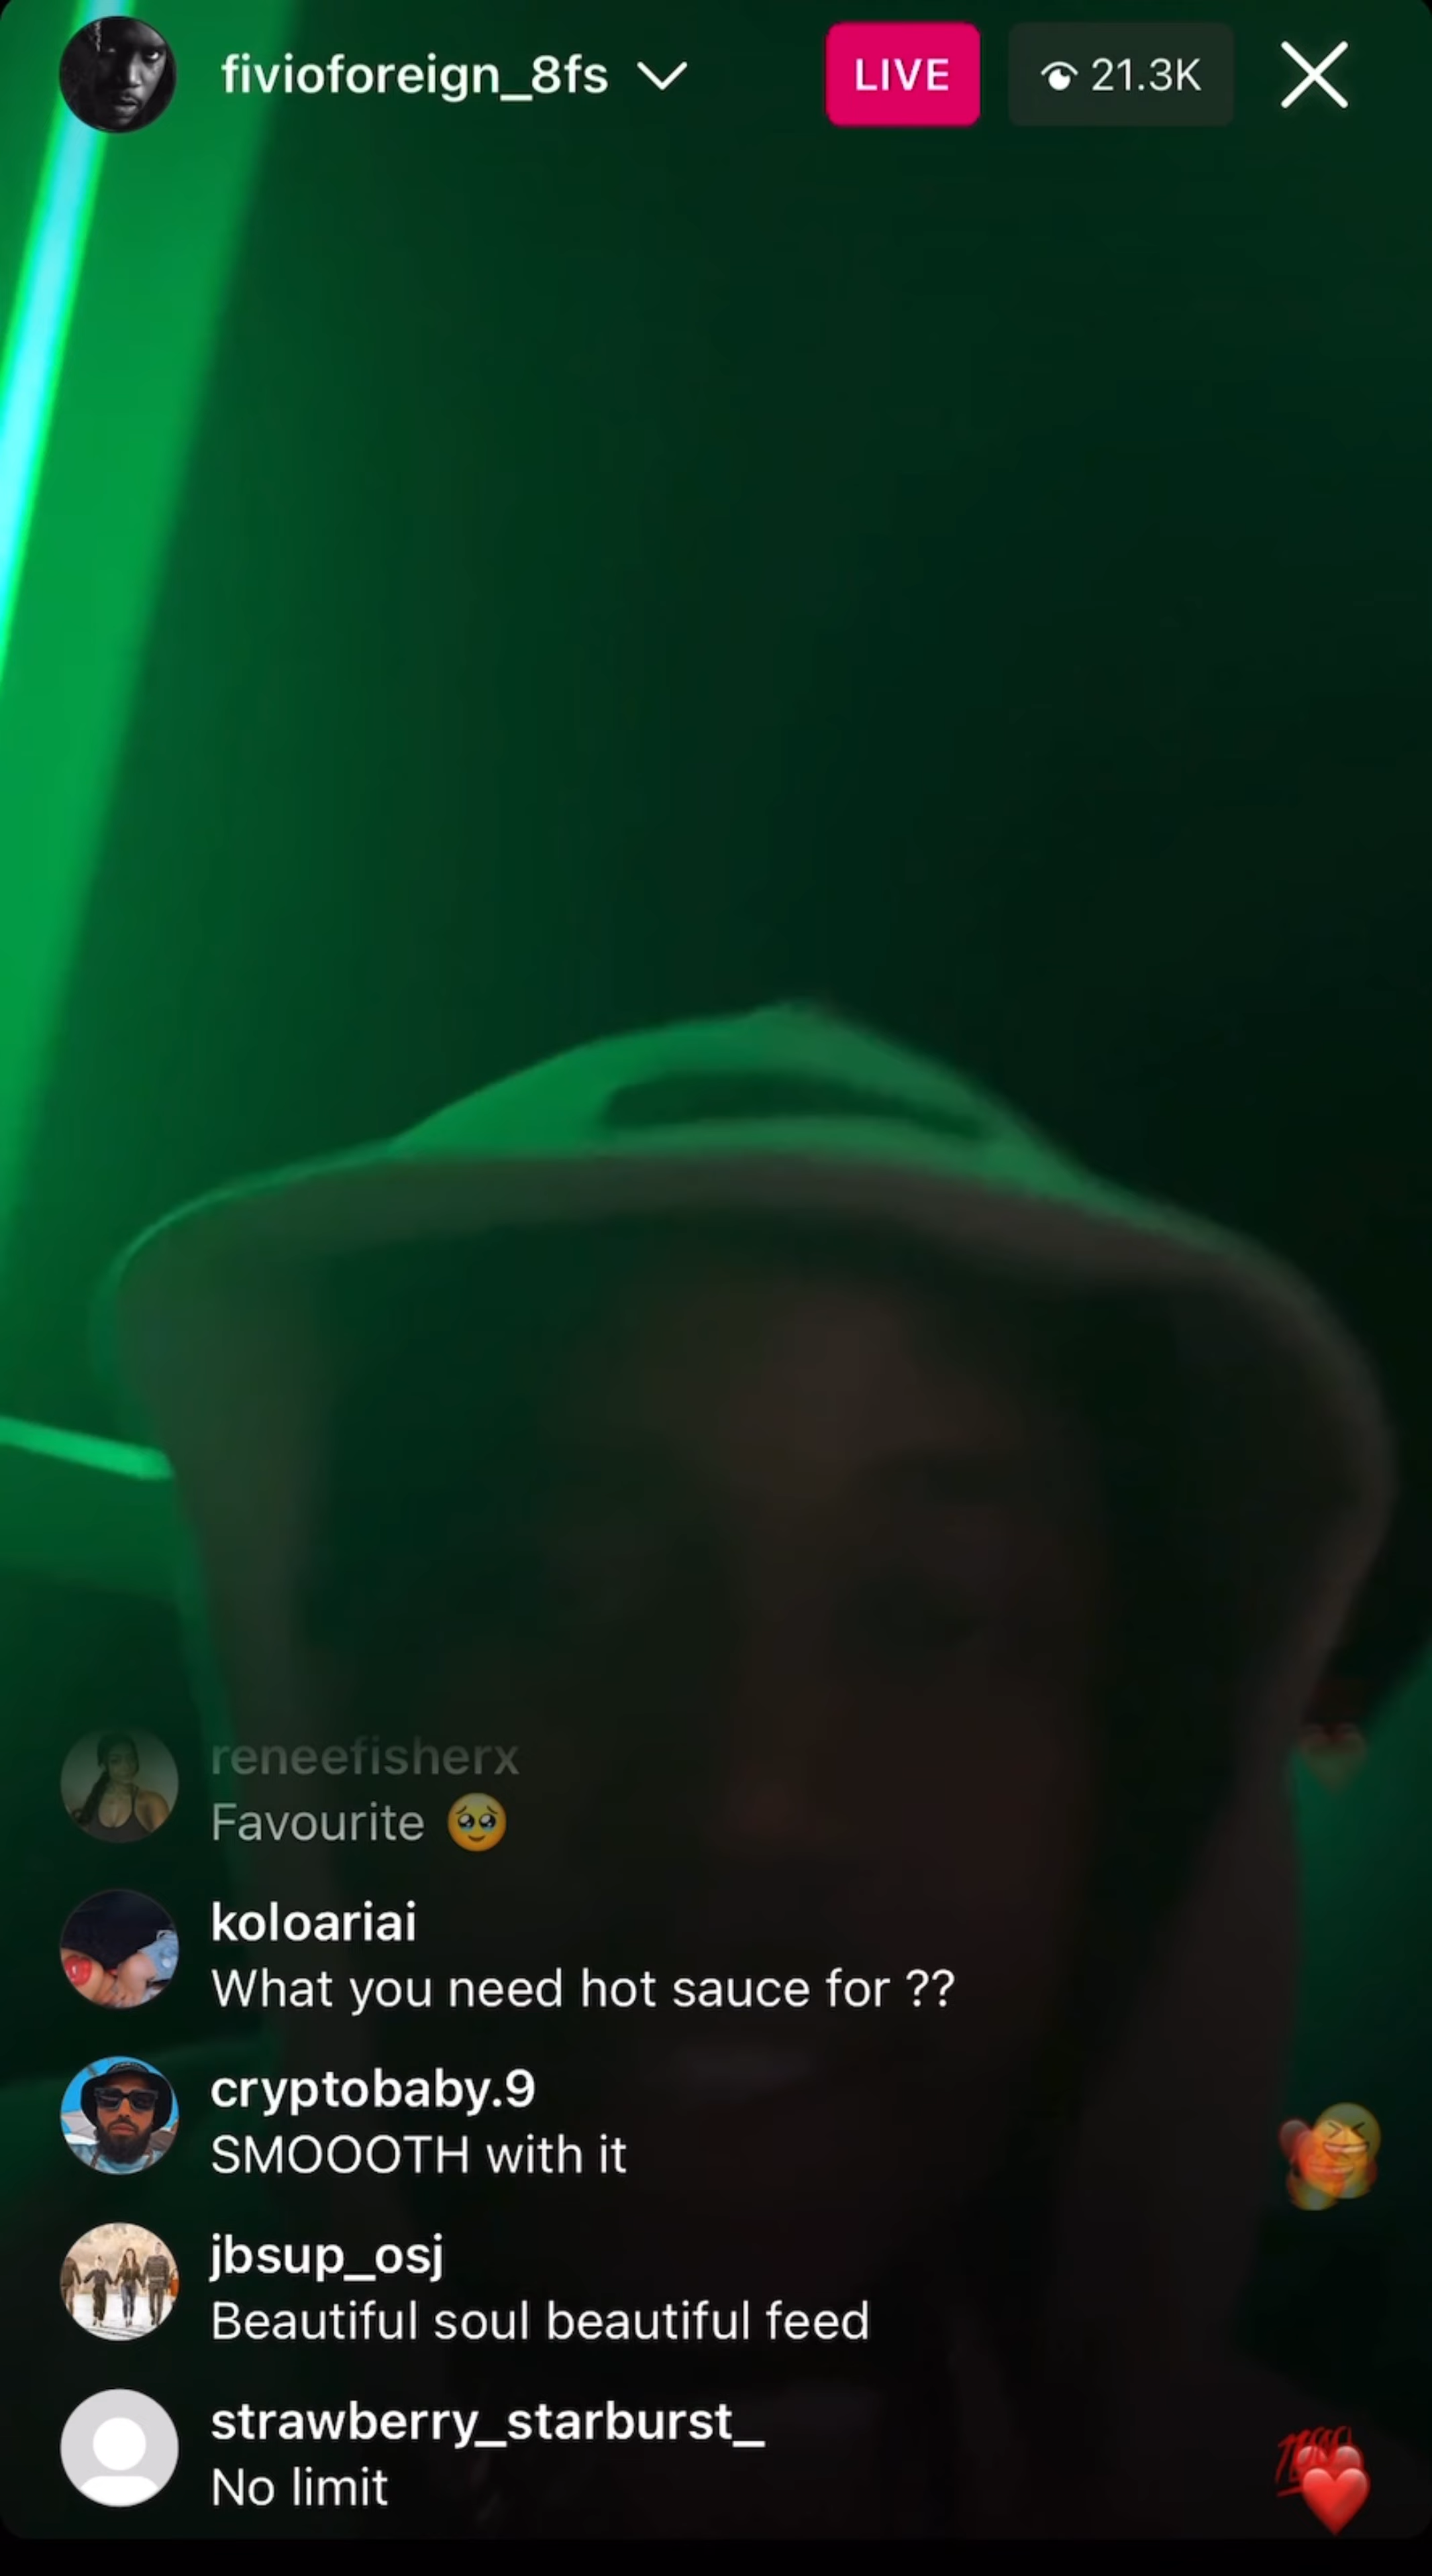 fivioforeign_8fs
LIVE
21.3K
reneefisherx
Favourite 🥹
koloariai
What you need hot sauce for ??
cryptobaby.9
SMOOOTH with it
jbsup_osj
Beautiful soul beautiful feed
strawberry_starburst_
No limit
💯